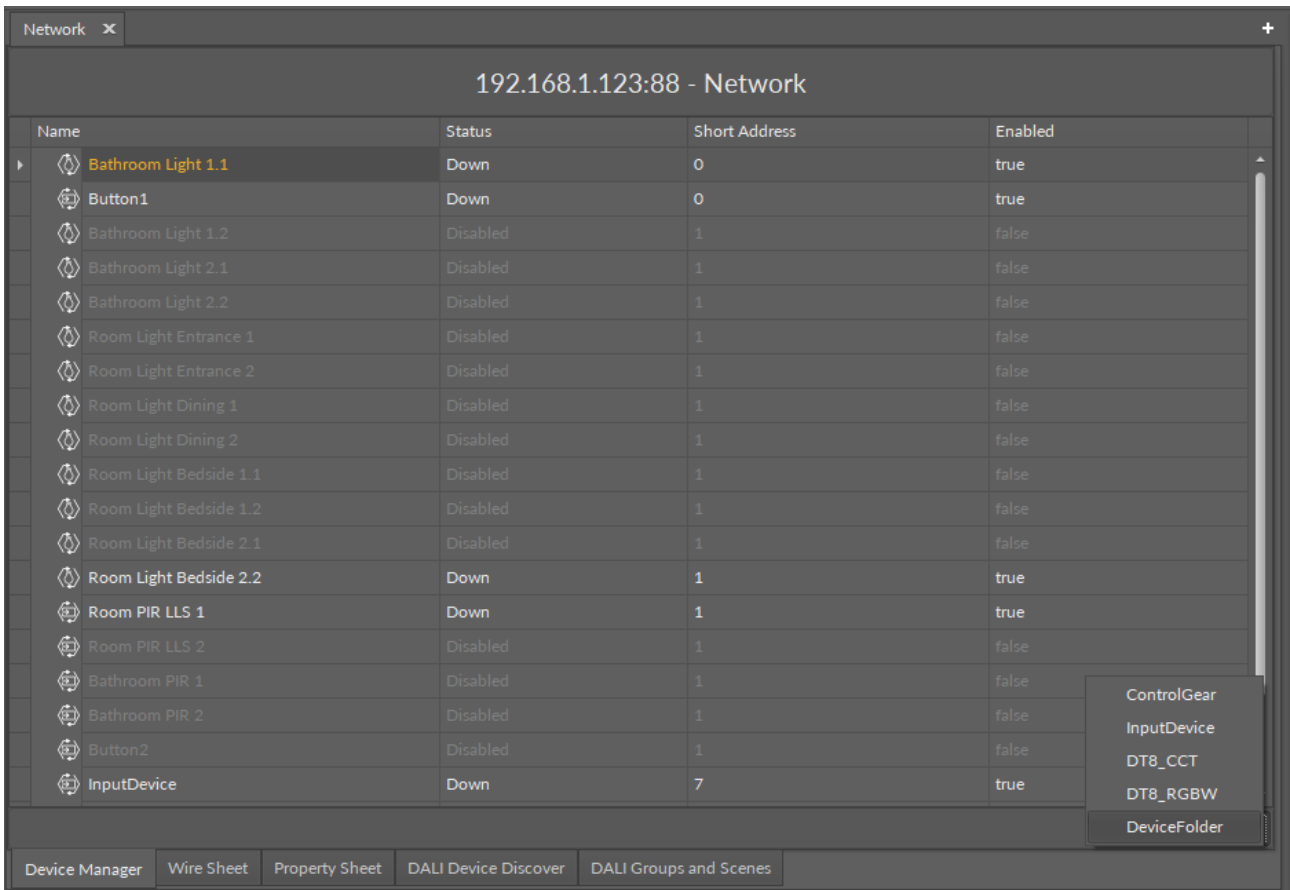 Network
192.168.1.123:88 - Network
Name Status Short Address Enabled
Bathroom Light 1.1 Down 0 true
Button1 Down 0 true
Bathroom Light 1.2 Disabled 1 false
Bathroom Light 2.1 Disabled 1 false
Bathroom Light 2.2 Disabled 1 false
Room Light Entrance 1 Disabled 1 false
Room Light Entrance 2 Disabled 1 false
Room Light Dining 1 Disabled 1 false
Room Light Dining 2 Disabled 1 false
Room Light Bedside 1.1 Disabled 1 false
Room Light Bedside 1.2 Disabled 1 false
Room Light Bedside 2.1 Disabled 1 false
Room Light Bedside 2.2 Down 1 true
Room PIR LLS 1 Down 1 true
Room PIR LLS 2 Disabled 1 false
Bathroom PIR 1 Disabled 1 false
Bathroom PIR 2 Disabled 1 false
Button2 Disabled 1 false
InputDevice Down 7 true
ControlGear
InputDevice
DT8_CCT
DT8_RGBW
DeviceFolder
Device Manager Wire Sheet Property Sheet DALI Device Discover DALI Groups and Scenes